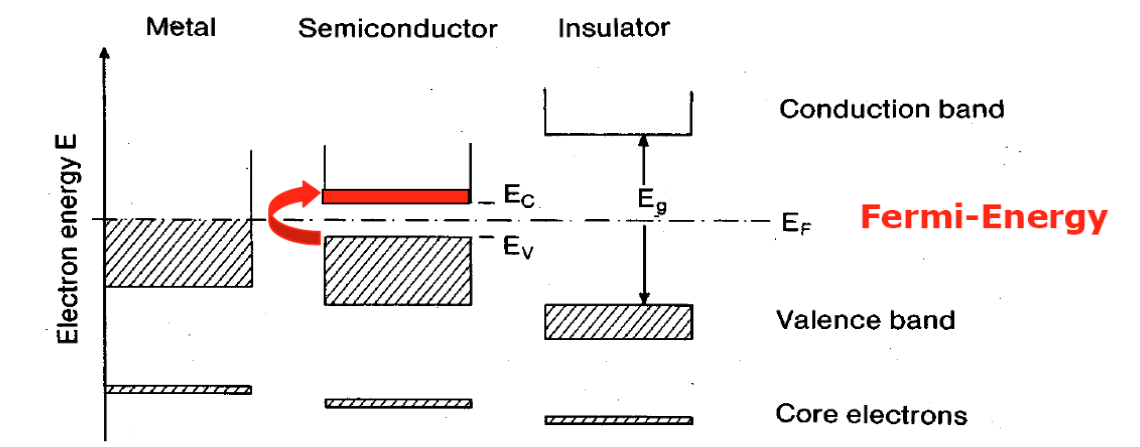 Metal
Semiconductor
Insulator
Electron energy E
Conduction band
E_C
E_g
E_F
Fermi-Energy
E_V
Valence band
Core electrons